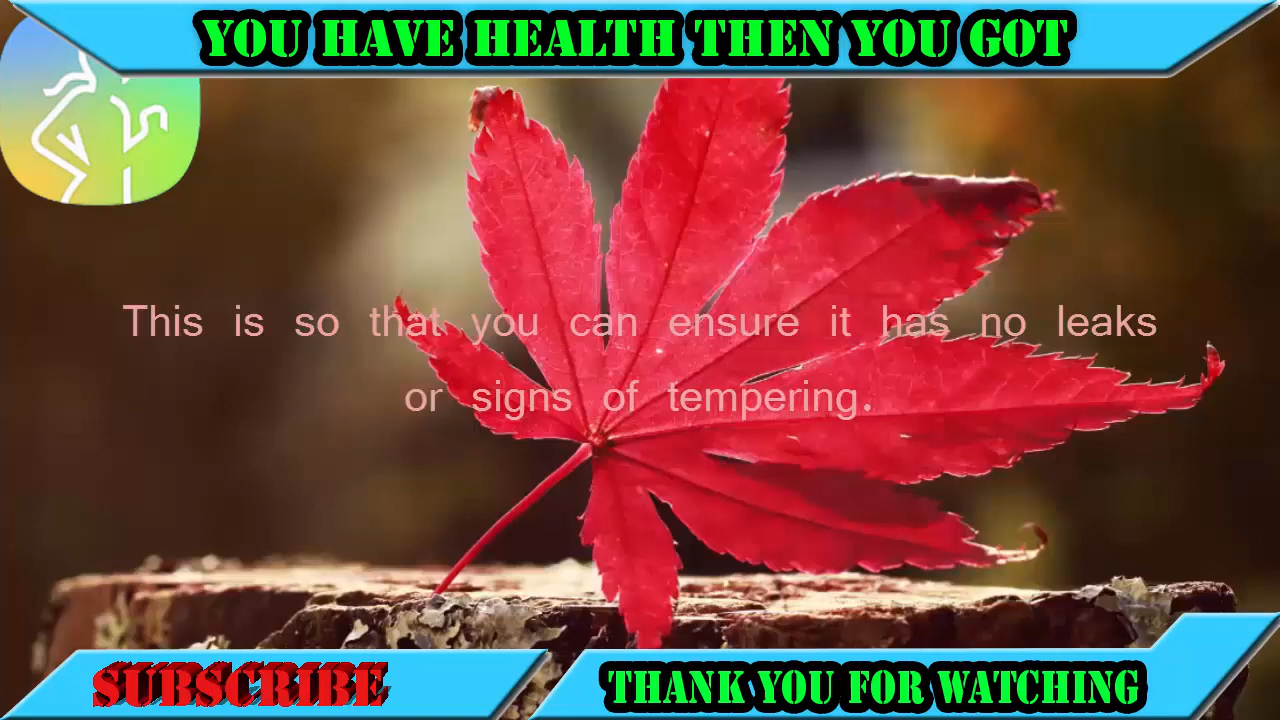 YOU HAVE HEALTH THEN YOU GOT
This is so that you can ensure it has no leaks
or signs of tempering.
SUBSCRIBE
THANK YOU FOR WATCHING